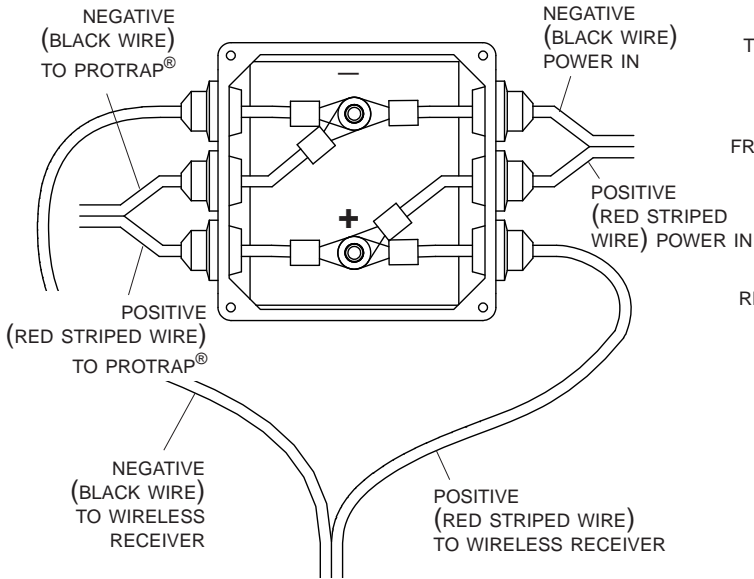 NEGATIVE
(BLACK WIRE)
TO PROTRAP®
NEGATIVE
(BLACK WIRE)
POWER IN
T
FR
–
+
POSITIVE
(RED STRIPED
WIRE) POWER IN
R
POSITIVE
(RED STRIPED WIRE)
TO PROTRAP®
NEGATIVE
(BLACK WIRE)
TO WIRELESS
RECEIVER
POSITIVE
(RED STRIPED WIRE)
TO WIRELESS RECEIVER